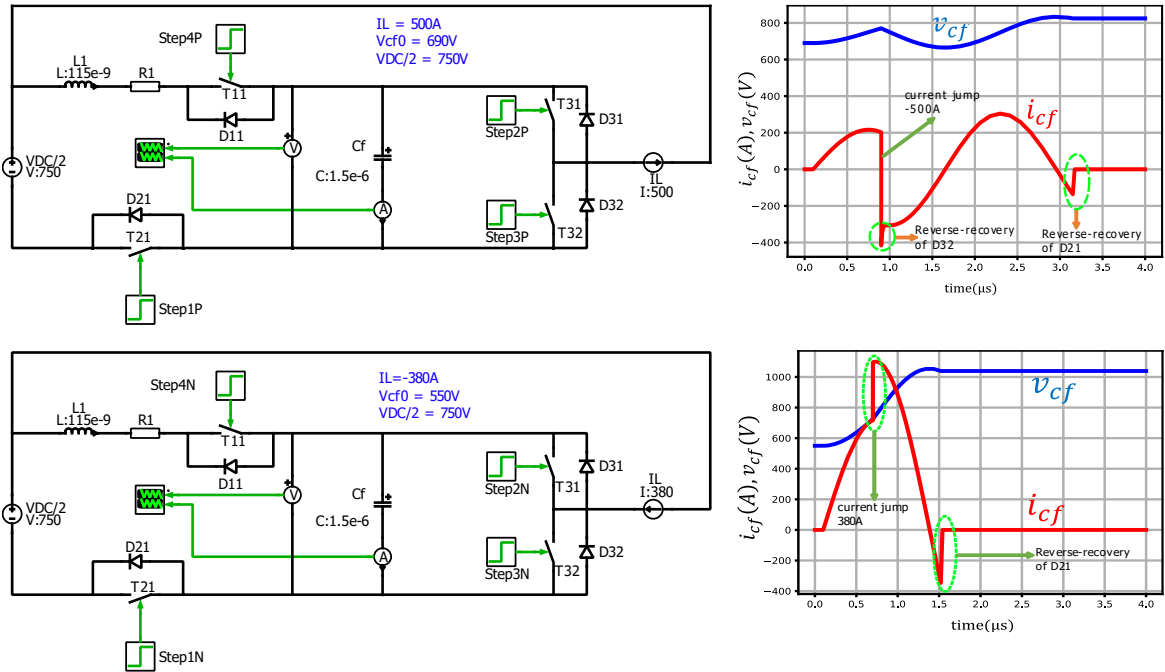 Step4P
IL = 500A
Vcf0 = 690V
VDC/2 = 750V
L1
L:115e-9
R1
T11
D11
Step2P
T31
D31
VDC/2
V:750
V
Cf
C:1.5e-6
A
IL
I:500
D21
T21
Step3P
T32
D32
Step1P
800
600
400
200
0
−200
−400
i_cf(A), v_cf(V)
v_cf
current jump
-500A
i_cf
Reverse-recovery
of D32
Reverse-recovery
of D21
0.0 0.5 1.0 1.5 2.0 2.5 3.0 3.5 4.0
time(μs)
Step4N
IL=-380A
Vcf0 = 550V
VDC/2 = 750V
L1
L:115e-9
R1
T11
D11
Step2N
T31
D31
VDC/2
V:750
V
Cf
C:1.5e-6
A
IL
I:380
D21
T21
Step3N
T32
D32
Step1N
1000
800
600
400
200
0
−200
−400
i_cf(A), v_cf(V)
v_cf
current jump
380A
i_cf
Reverse-recovery
of D21
0.0 0.5 1.0 1.5 2.0 2.5 3.0 3.5 4.0
time(μs)